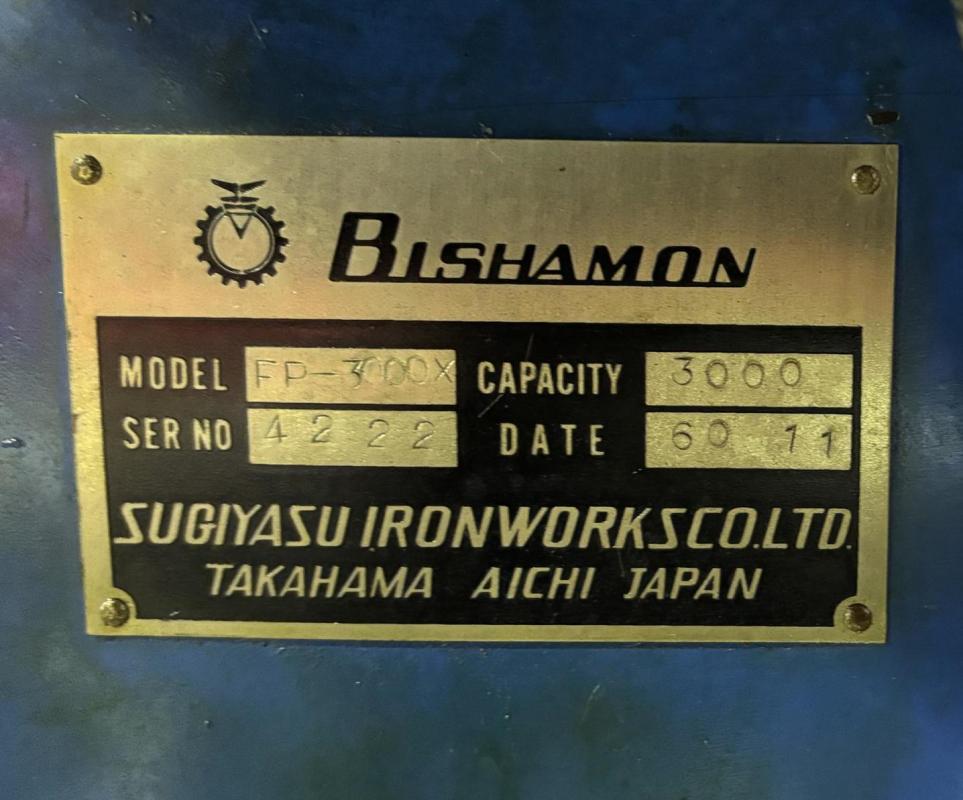 BISHAMON
MODEL FP-3000X CAPACITY 3000
SER NO 4222 DATE 60 11
SUGIYASU IRONWORKS CO.LTD.
TAKAHAMA AICHI JAPAN